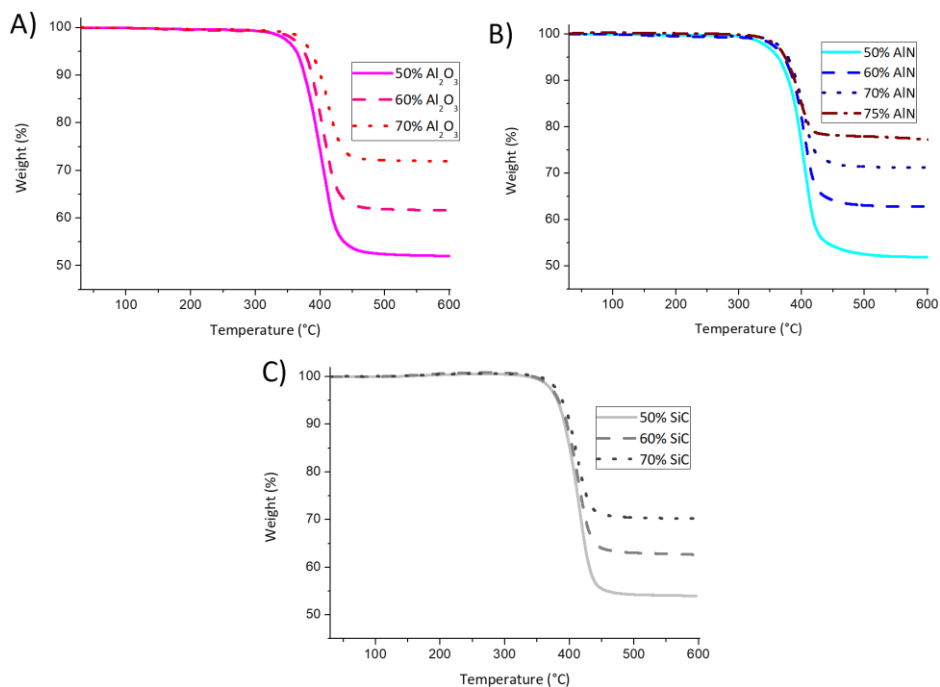 A)
100
90
80
70
60
50
Weight (%)
100 200 300 400 500 600
Temperature (°C)
50% Al₂O₃
60% Al₂O₃
70% Al₂O₃
B)
100
90
80
70
60
50
Weight (%)
100 200 300 400 500 600
Temperature (°C)
50% AlN
60% AlN
70% AlN
75% AlN
C)
100
90
80
70
60
50
Weight (%)
100 200 300 400 500 600
Temperature (°C)
50% SiC
60% SiC
70% SiC